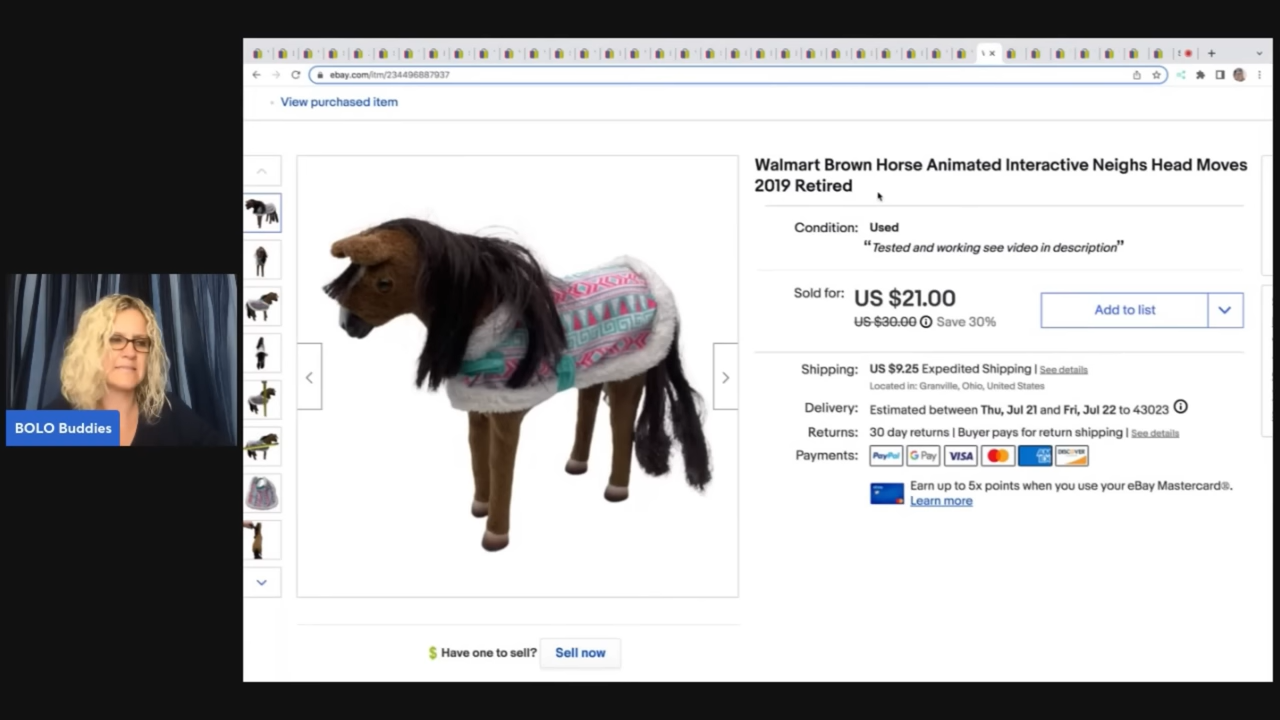 ebay.com/itm/234496887937
View purchased item
Walmart Brown Horse Animated Interactive Neighs Head Moves
2019 Retired
Condition: Used
“Tested and working see video in description”
Sold for: US $21.00
Add to list
US $30.00 Save 30%
Shipping: US $9.25 Expedited Shipping | See details
Located in: Granville, Ohio, United States
Delivery: Estimated between Thu, Jul 21 and Fri, Jul 22 to 43023
Returns: 30 day returns | Buyer pays for return shipping | See details
Payments: PayPal G Pay VISA mastercard DISCOVER
Earn up to 5x points when you use your eBay Mastercard®.
Learn more
BOLO Buddies
$ Have one to sell? Sell now